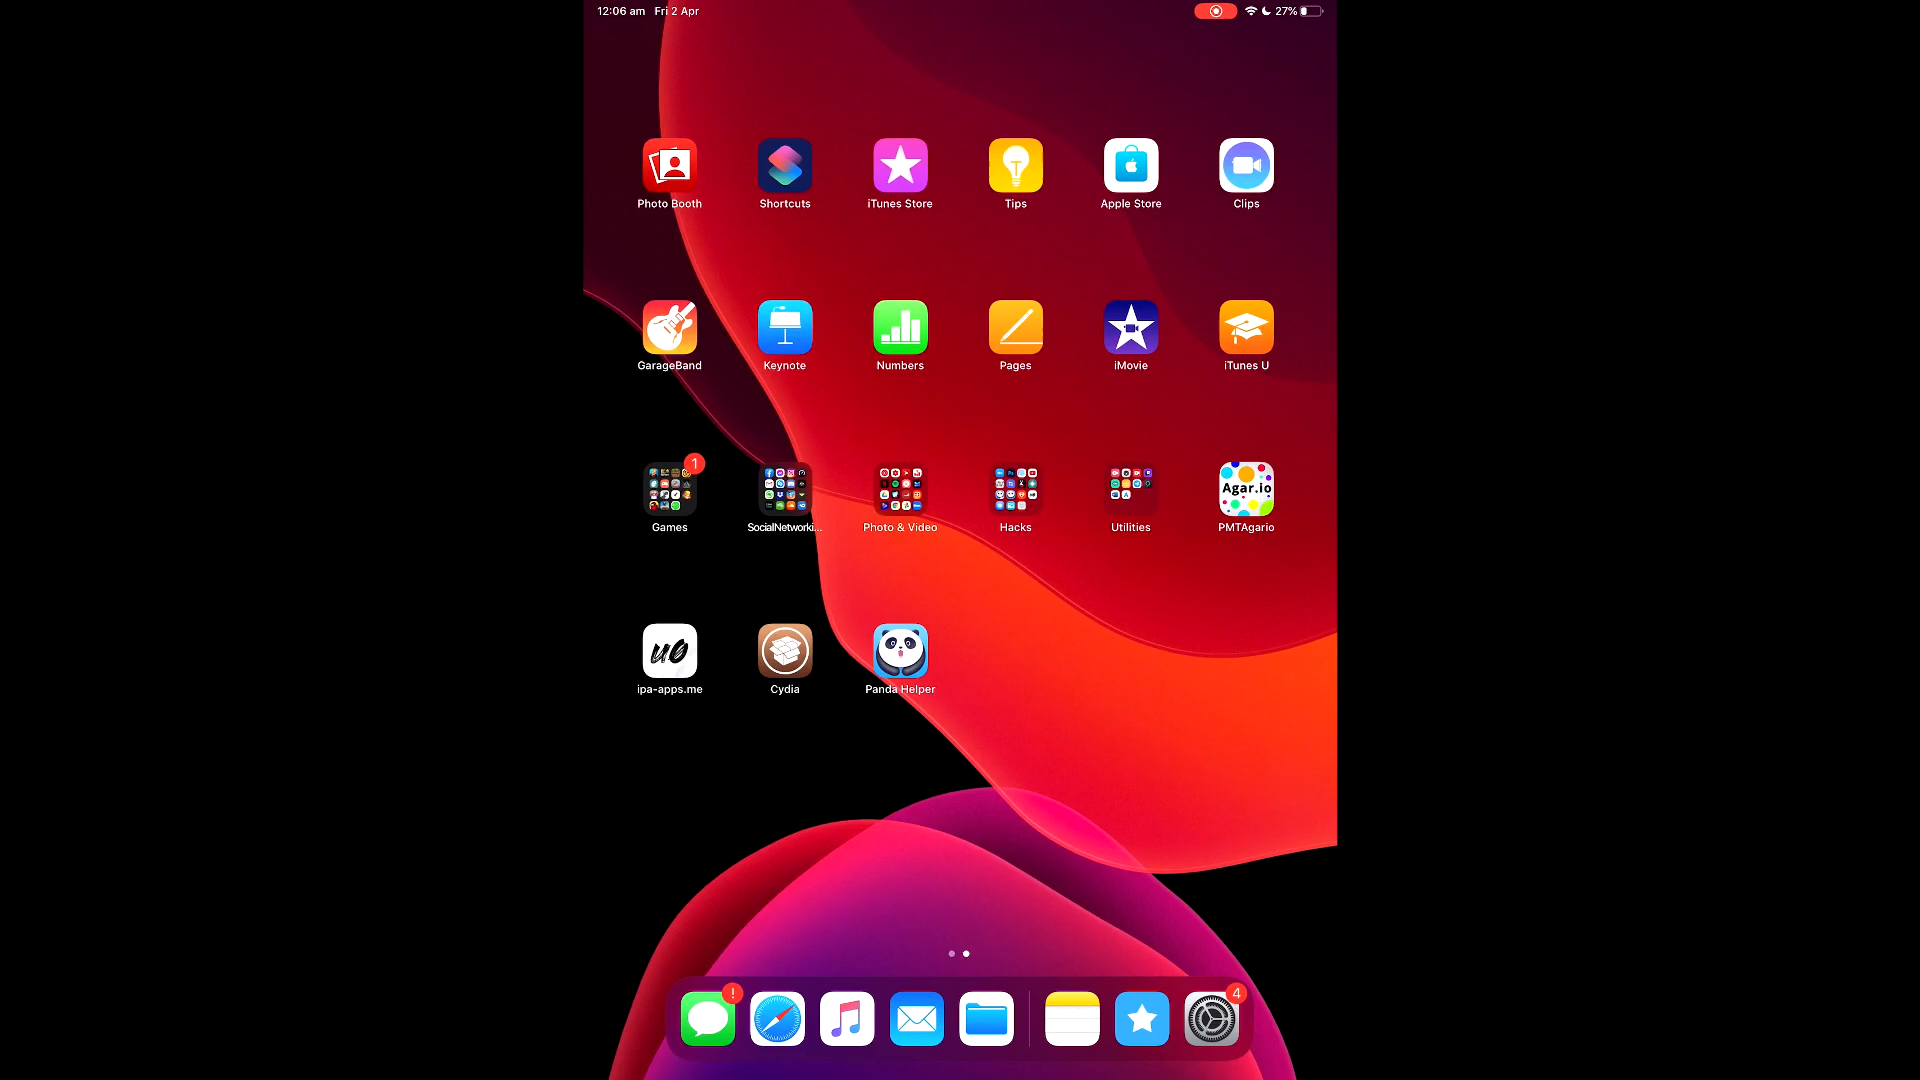 12:06 am Fri 2 Apr 27%
Photo Booth Shortcuts iTunes Store Tips Apple Store Clips
GarageBand Keynote Numbers Pages iMovie iTunes U
1
Agar.io
Games SocialNetworki... Photo & Video Hacks Utilities PMTAgario
u0
ipa-apps.me Cydia Panda Helper
! 4